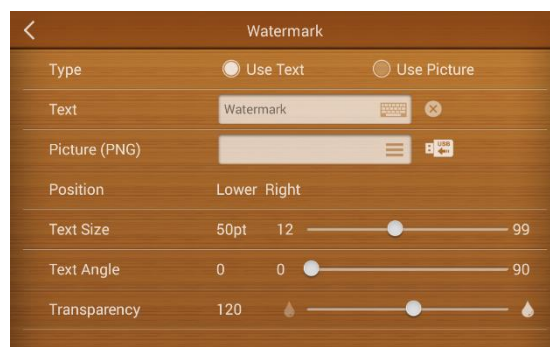 Watermark
Type Use Text Use Picture
Text Watermark
Picture (PNG) USB
Position Lower Right
Text Size 50pt 12 99
Text Angle 0 0 90
Transparency 120